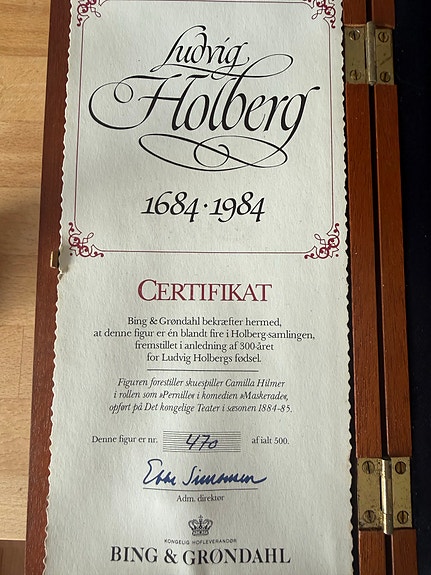 Ludvig
Holberg
1684·1984
CERTIFIKAT
Bing & Grøndahl bekræfter hermed,
at denne figur er én blandt fire i Holberg-samlingen,
fremstillet i anledning af 300-året
for Ludvig Holbergs fødsel.
Figuren forestiller skuespiller Camilla Hilmer
i rollen som »Pernille« i komedien »Maskerade«,
opført på Det kongelige Teater i sæsonen 1884-85.
Denne figur er nr. 470 af ialt 500.
Ebbe Simonsen
Adm. direktør
KONGELIG HOFLEVERANDØR
BING & GRØNDAHL